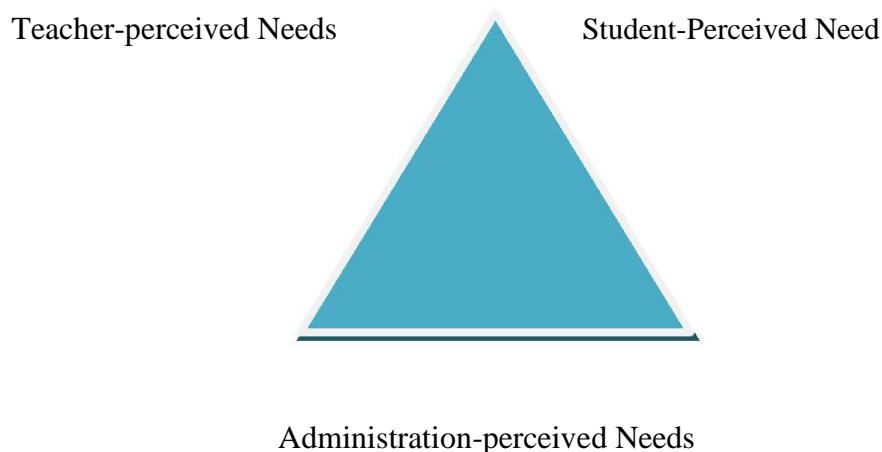 Teacher-perceived Needs
Student-Perceived Need
Administration-perceived Needs